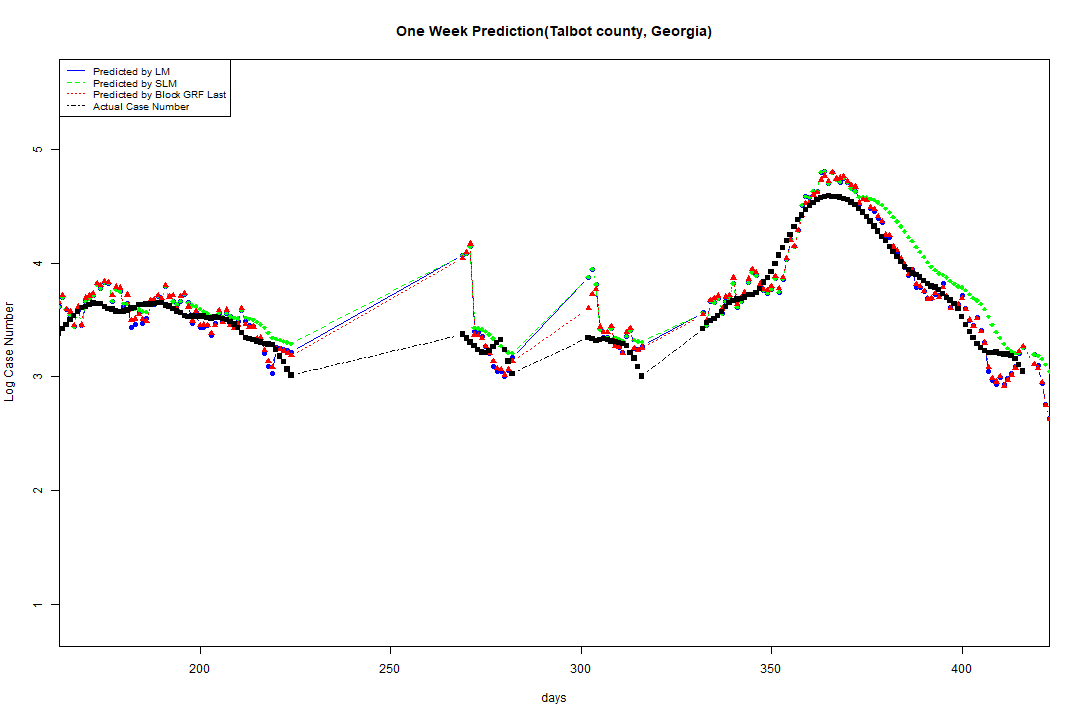 One Week Prediction(Talbot county, Georgia)
Predicted by LM
Predicted by SLM
Predicted by Block GRF Last
Actual Case Number
Log Case Number
5
4
3
2
1
200 250 300 350 400
days